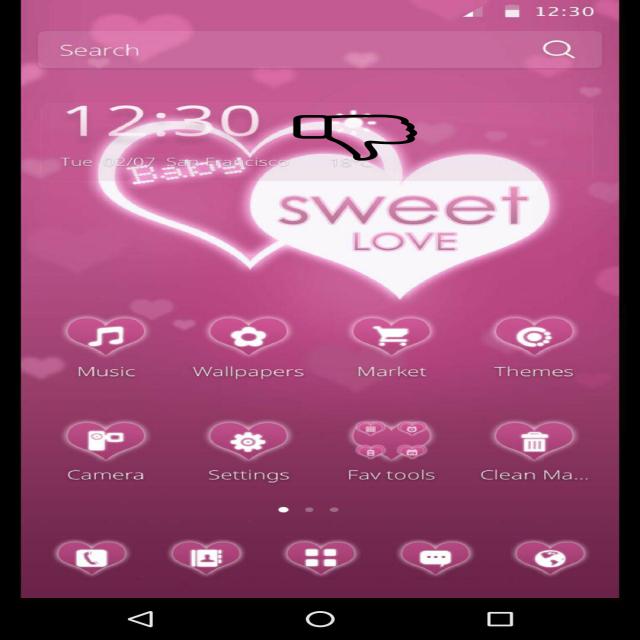 12:30
Search
12:30
Tue 02/07 San Francisco 18°C
Baby
sweet
LOVE
Music Wallpapers Market Themes
Camera Settings Fav tools Clean Ma...